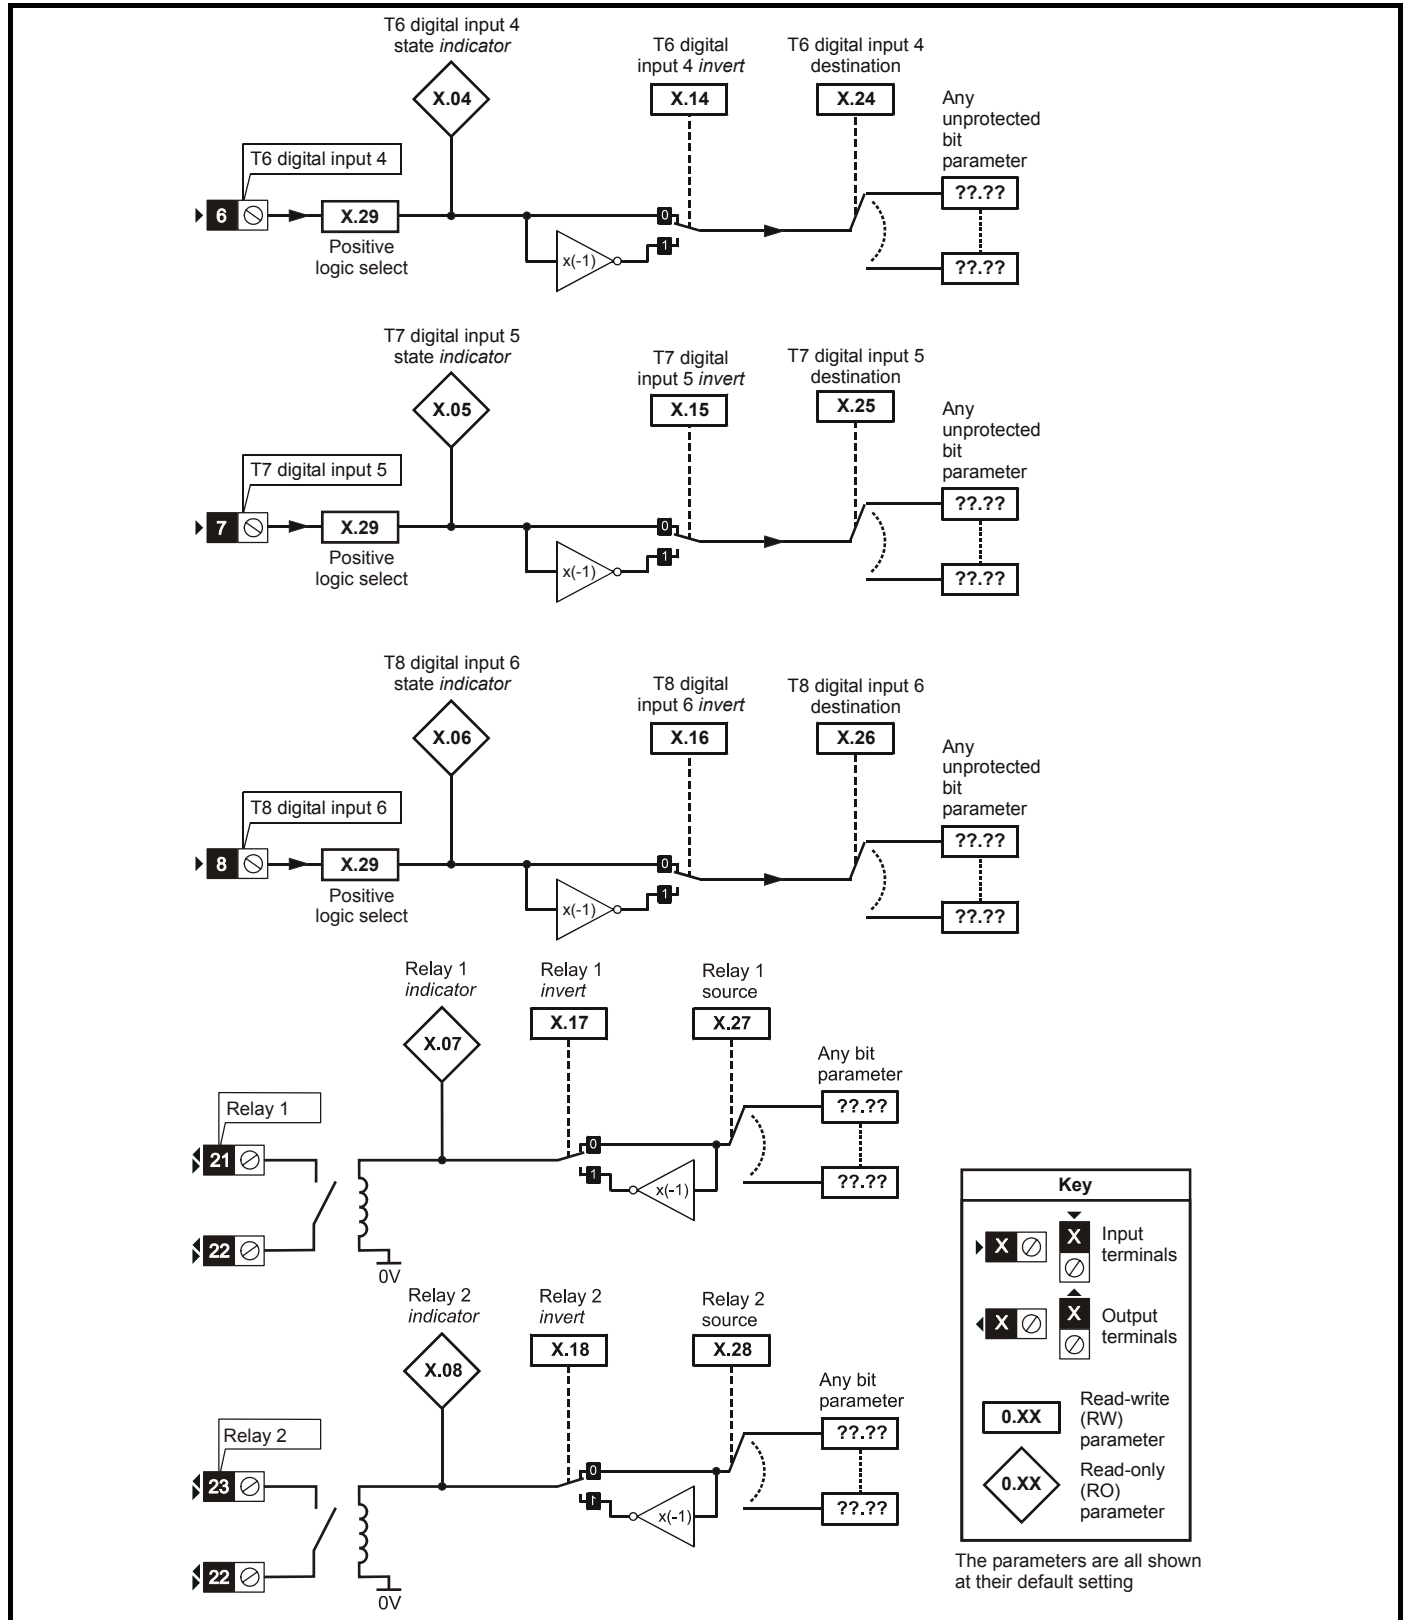 T6 digital input 4
state indicator
X.04
T6 digital
input 4 invert
X.14
T6 digital input 4
destination
X.24
Any
unprotected
bit
parameter
??.??
??.??
T6 digital input 4
6
X.29
Positive
logic select
x(-1)
0
1
T7 digital input 5
state indicator
X.05
T7 digital
input 5 invert
X.15
T7 digital input 5
destination
X.25
Any
unprotected
bit
parameter
??.??
??.??
T7 digital input 5
7
X.29
Positive
logic select
x(-1)
0
1
T8 digital input 6
state indicator
X.06
T8 digital
input 6 invert
X.16
T8 digital input 6
destination
X.26
Any
unprotected
bit
parameter
??.??
??.??
T8 digital input 6
8
X.29
Positive
logic select
x(-1)
0
1
Relay 1
indicator
X.07
Relay 1
invert
X.17
Relay 1
source
X.27
Any bit
parameter
??.??
??.??
Relay 1
21
22
0V
0
1
x(-1)
Relay 2
indicator
X.08
Relay 2
invert
X.18
Relay 2
source
X.28
Any bit
parameter
??.??
??.??
Relay 2
23
22
0V
0
1
x(-1)
Key
X
X
Input
terminals
X
X
Output
terminals
0.XX
Read-write
(RW)
parameter
0.XX
Read-only
(RO)
parameter
The parameters are all shown
at their default setting